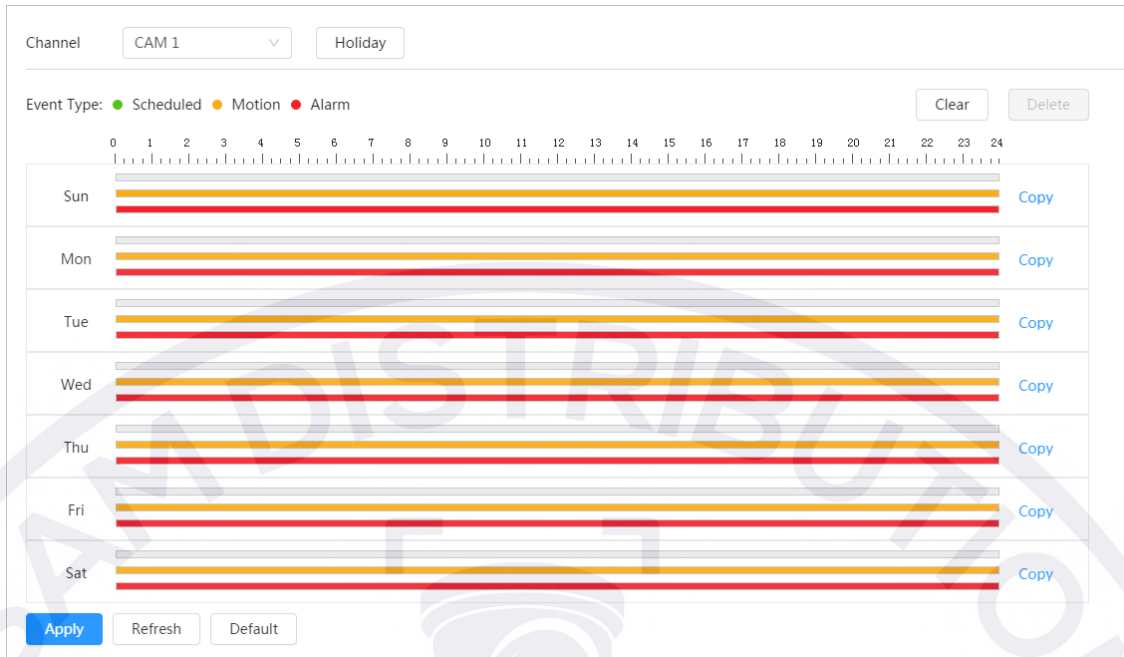 Channel CAM 1 Holiday
Event Type: Scheduled Motion Alarm Clear Delete
0 1 2 3 4 5 6 7 8 9 10 11 12 13 14 15 16 17 18 19 20 21 22 23 24
Sun Copy
Mon Copy
Tue Copy
Wed Copy
Thu Copy
Fri Copy
Sat Copy
Apply Refresh Default
AM DISTRIBUTION